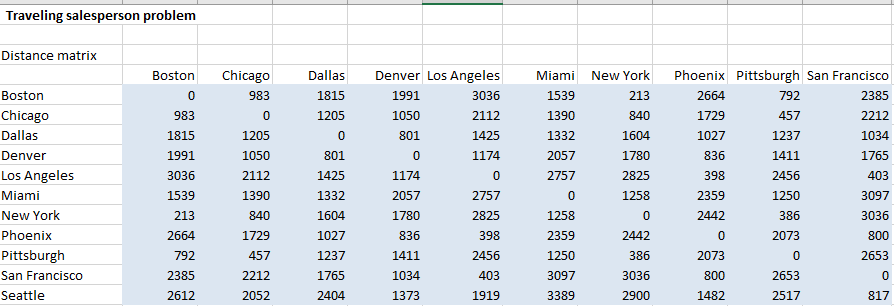 Traveling salesperson problem
Distance matrix
Boston Chicago Dallas Denver Los Angeles Miami New York Phoenix Pittsburgh San Francisco
Boston 0 983 1815 1991 3036 1539 213 2664 792 2385
Chicago 983 0 1205 1050 2112 1390 840 1729 457 2212
Dallas 1815 1205 0 801 1425 1332 1604 1027 1237 1034
Denver 1991 1050 801 0 1174 2057 1780 836 1411 1765
Los Angeles 3036 2112 1425 1174 0 2757 2825 398 2456 403
Miami 1539 1390 1332 2057 2757 0 1258 2359 1250 3097
New York 213 840 1604 1780 2825 1258 0 2442 386 3036
Phoenix 2664 1729 1027 836 398 2359 2442 0 2073 800
Pittsburgh 792 457 1237 1411 2456 1250 386 2073 0 2653
San Francisco 2385 2212 1765 1034 403 3097 3036 800 2653 0
Seattle 2612 2052 2404 1373 1919 3389 2900 1482 2517 817